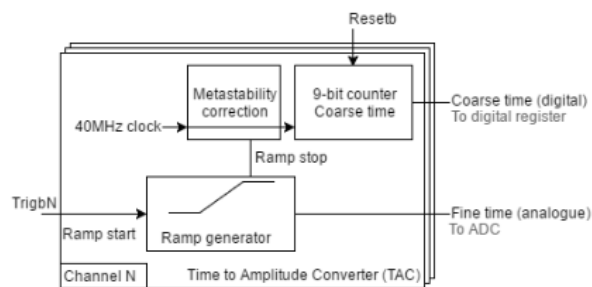 Resetb
Metastability
correction
9-bit counter
Coarse time
40MHz clock
Coarse time (digital)
To digital register
Ramp stop
TrigbN
Ramp start
Ramp generator
Fine time (analogue)
To ADC
Channel N
Time to Amplitude Converter (TAC)